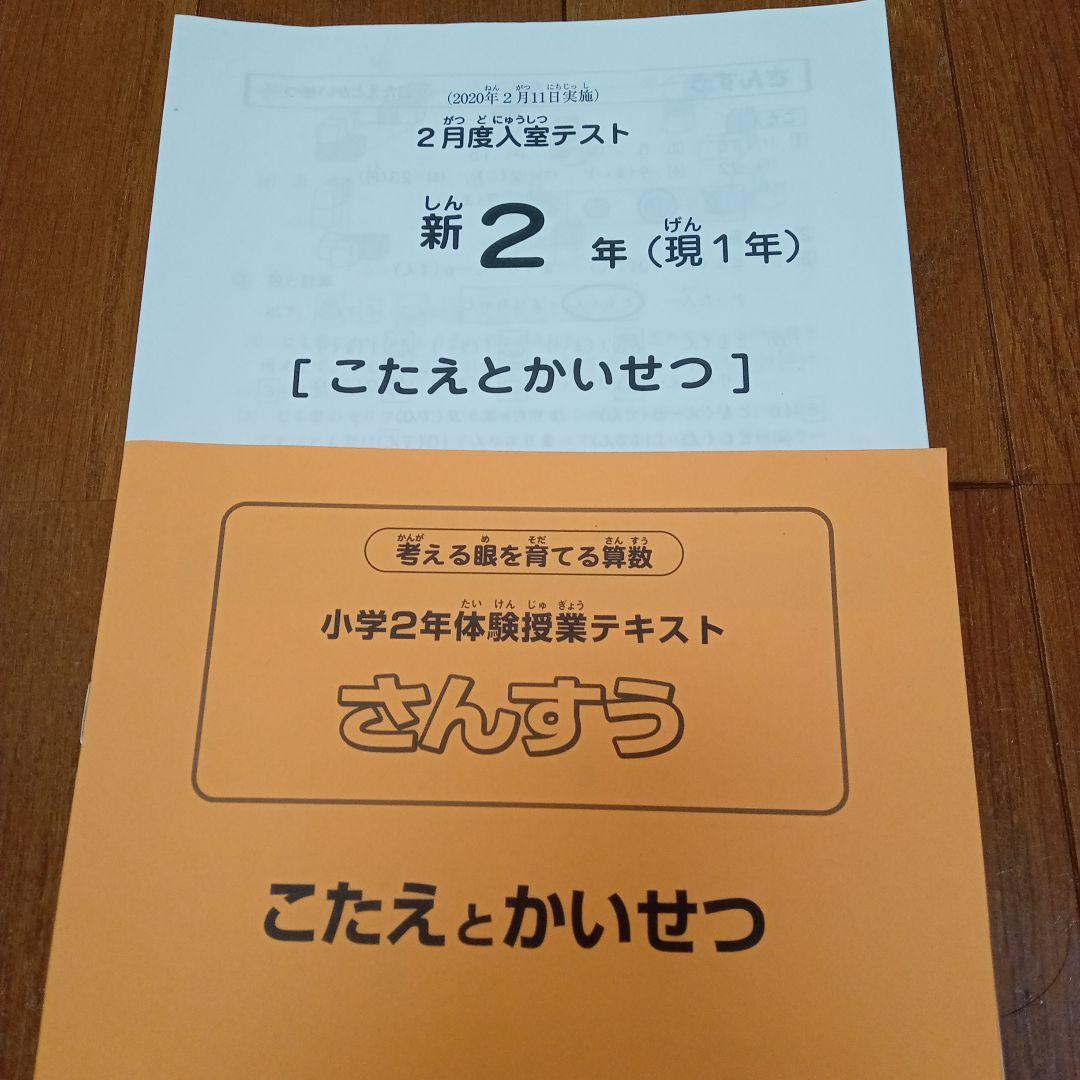 (2020年2月11日実施)
2月度入室テスト
新2年(現1年)
[こたえとかいせつ]
考える眼を育てる算数
小学2年体験授業テキスト
さんすう
こたえとかいせつ